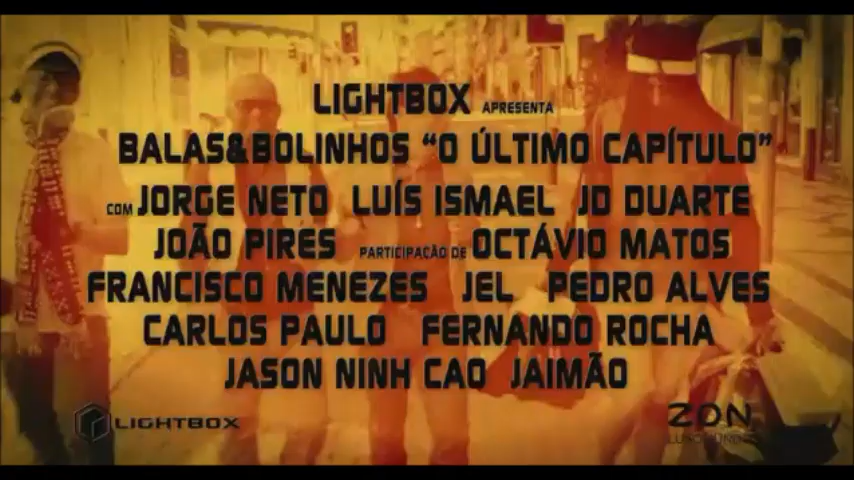 LIGHTBOX APRESENTA
BALAS&BOLINHOS “O ÚLTIMO CAPÍTULO”
COM JORGE NETO LUÍS ISMAEL JD DUARTE
JOÃO PIRES PARTICIPAÇÃO DE OCTÁVIO MATOS
FRANCISCO MENEZES JEL PEDRO ALVES
CARLOS PAULO FERNANDO ROCHA
JASON NINH CAO JAIMÃO
LIGHTBOX
ZON